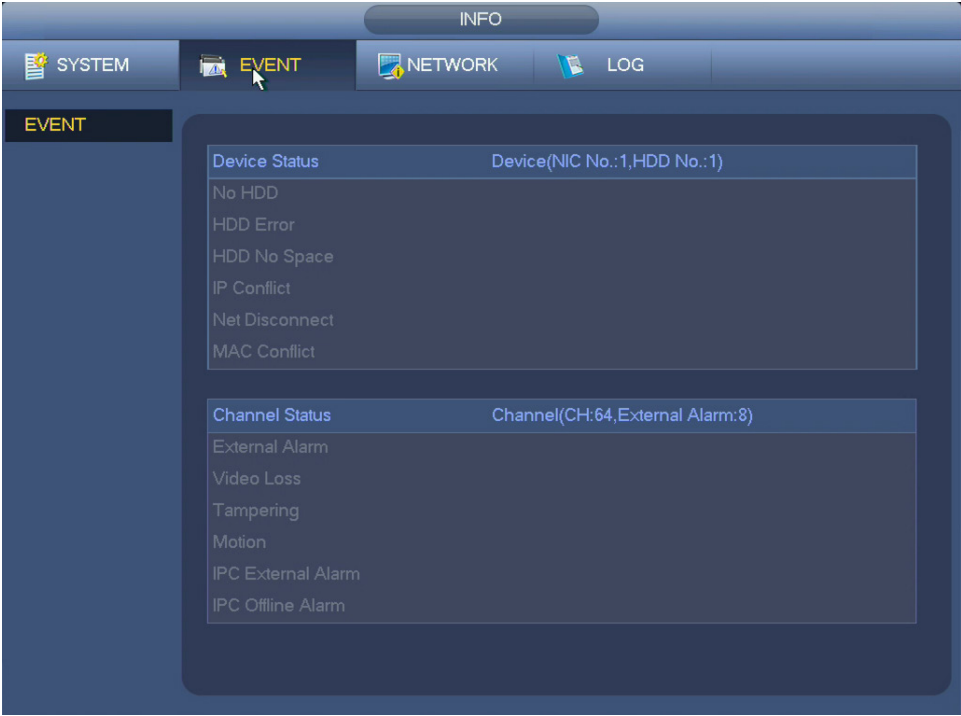 INFO
SYSTEM EVENT NETWORK LOG
EVENT
Device Status Device(NIC No.:1,HDD No.:1)
No HDD
HDD Error
HDD No Space
IP Conflict
Net Disconnect
MAC Conflict
Channel Status Channel(CH:64,External Alarm:8)
External Alarm
Video Loss
Tampering
Motion
IPC External Alarm
IPC Offline Alarm